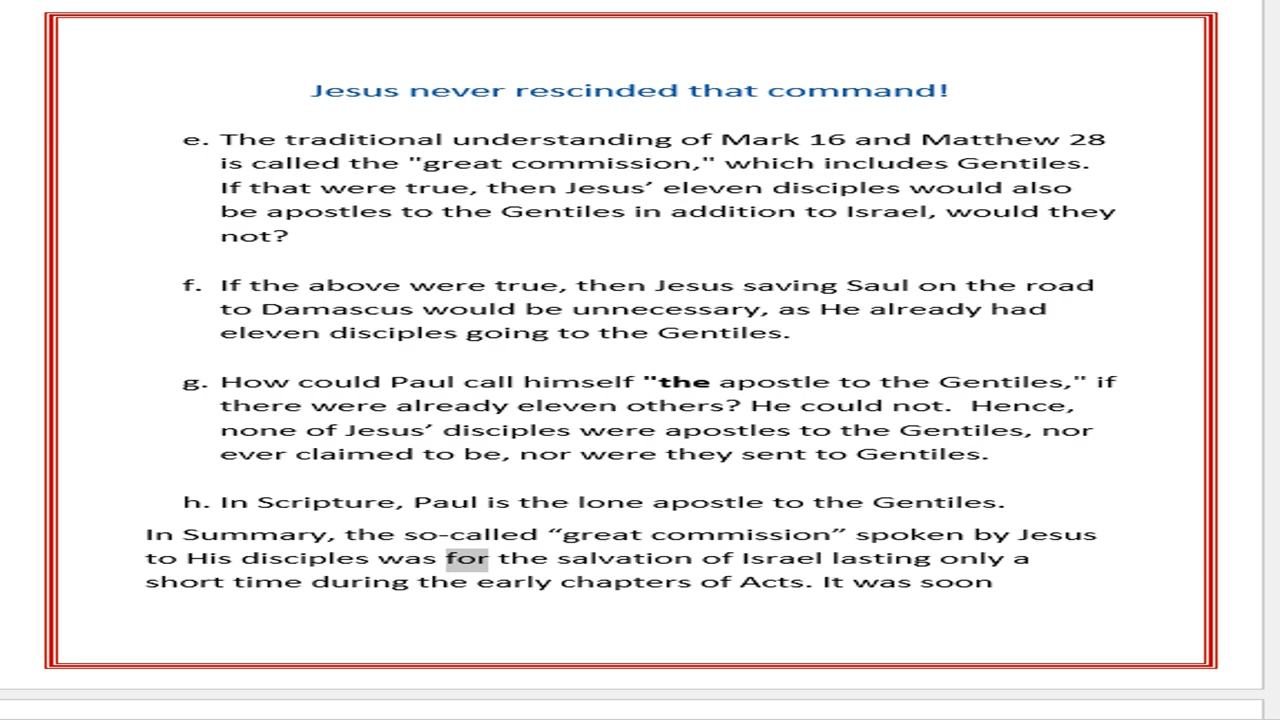 Jesus never rescinded that command!
e. The traditional understanding of Mark 16 and Matthew 28
is called the "great commission," which includes Gentiles.
If that were true, then Jesus’ eleven disciples would also
be apostles to the Gentiles in addition to Israel, would they
not?
f. If the above were true, then Jesus saving Saul on the road
to Damascus would be unnecessary, as He already had
eleven disciples going to the Gentiles.
g. How could Paul call himself "the apostle to the Gentiles," if
there were already eleven others? He could not.  Hence,
none of Jesus’ disciples were apostles to the Gentiles, nor
ever claimed to be, nor were they sent to Gentiles.
h. In Scripture, Paul is the lone apostle to the Gentiles.
In Summary, the so-called “great commission” spoken by Jesus
to His disciples was for the salvation of Israel lasting only a
short time during the early chapters of Acts. It was soon